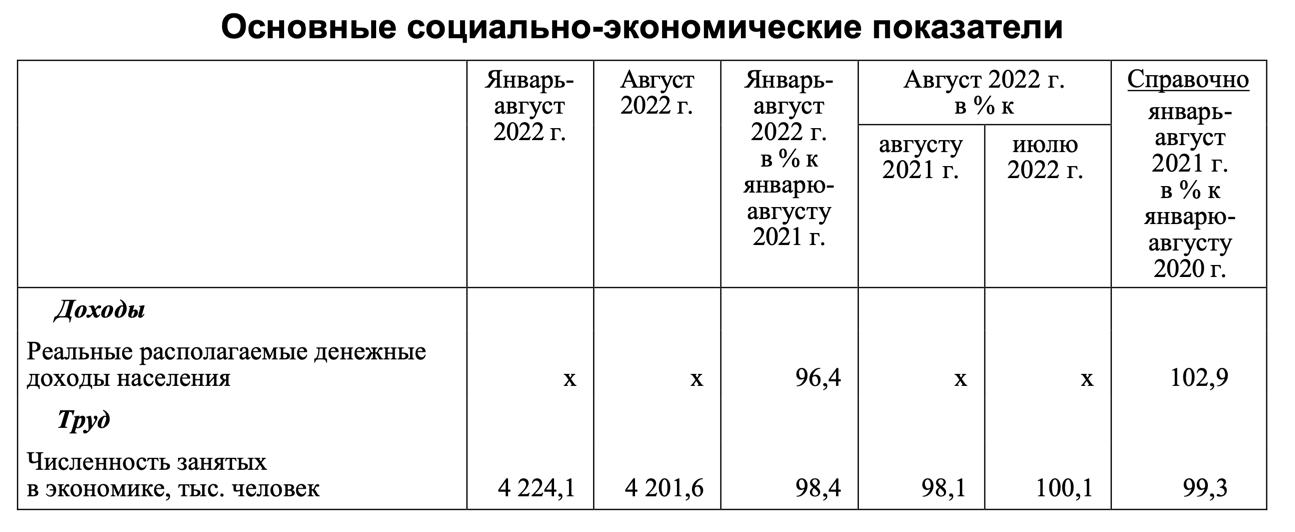 Основные социально-экономические показатели
Январь-
август
2022 г.
Август
2022 г.
Январь-
август
2022 г.
в % к
январю-
августу
2021 г.
Август 2022 г.
в % к
августу
2021 г.
июлю
2022 г.
Справочно
январь-
август
2021 г.
в % к
январю-
августу
2020 г.
Доходы
Реальные располагаемые денежные
доходы населения x x 96,4 x x 102,9
Труд
Численность занятых
в экономике, тыс. человек 4 224,1 4 201,6 98,4 98,1 100,1 99,3